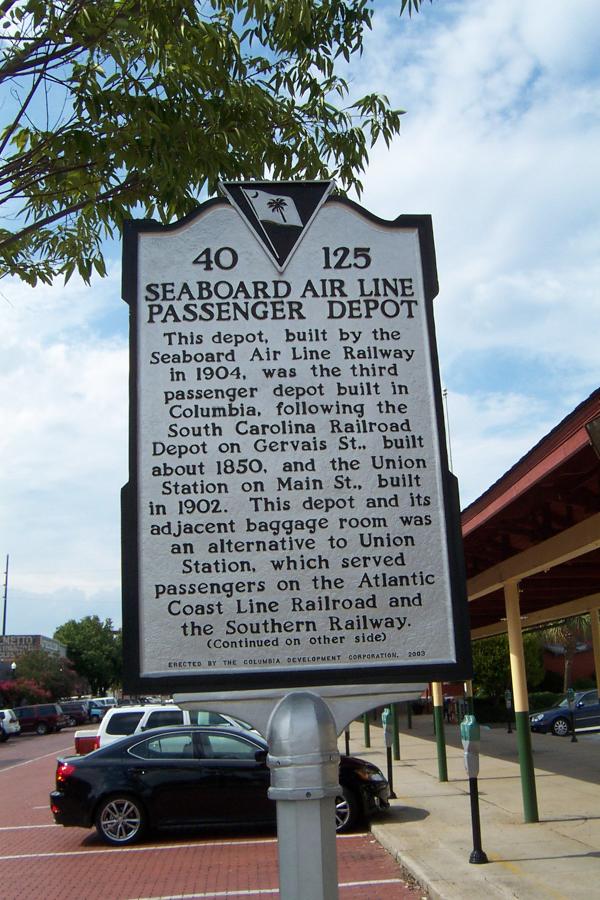 40 125
SEABOARD AIR LINE
PASSENGER DEPOT
This depot, built by the
Seaboard Air Line Railway
in 1904, was the third
passenger depot built in
Columbia, following the
South Carolina Railroad
Depot on Gervais St., built
about 1850, and the Union
Station on Main St., built
in 1902. This depot and its
adjacent baggage room was
an alternative to Union
Station, which served
passengers on the Atlantic
Coast Line Railroad and
the Southern Railway.
(Continued on other side)
ERECTED BY THE COLUMBIA DEVELOPMENT CORPORATION, 2003